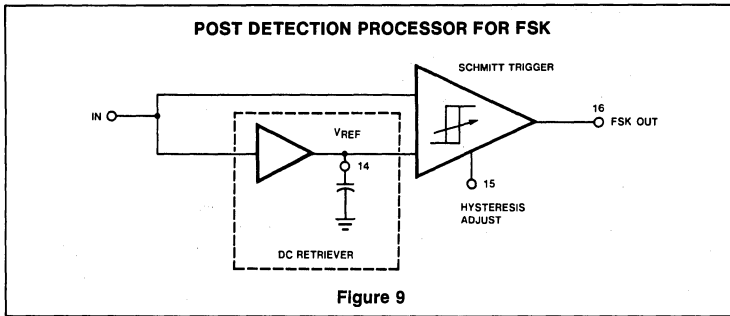 POST DETECTION PROCESSOR FOR FSK
SCHMITT TRIGGER
IN
VREF
14
16
FSK OUT
15
HYSTERESIS
ADJUST
DC RETRIEVER
Figure 9